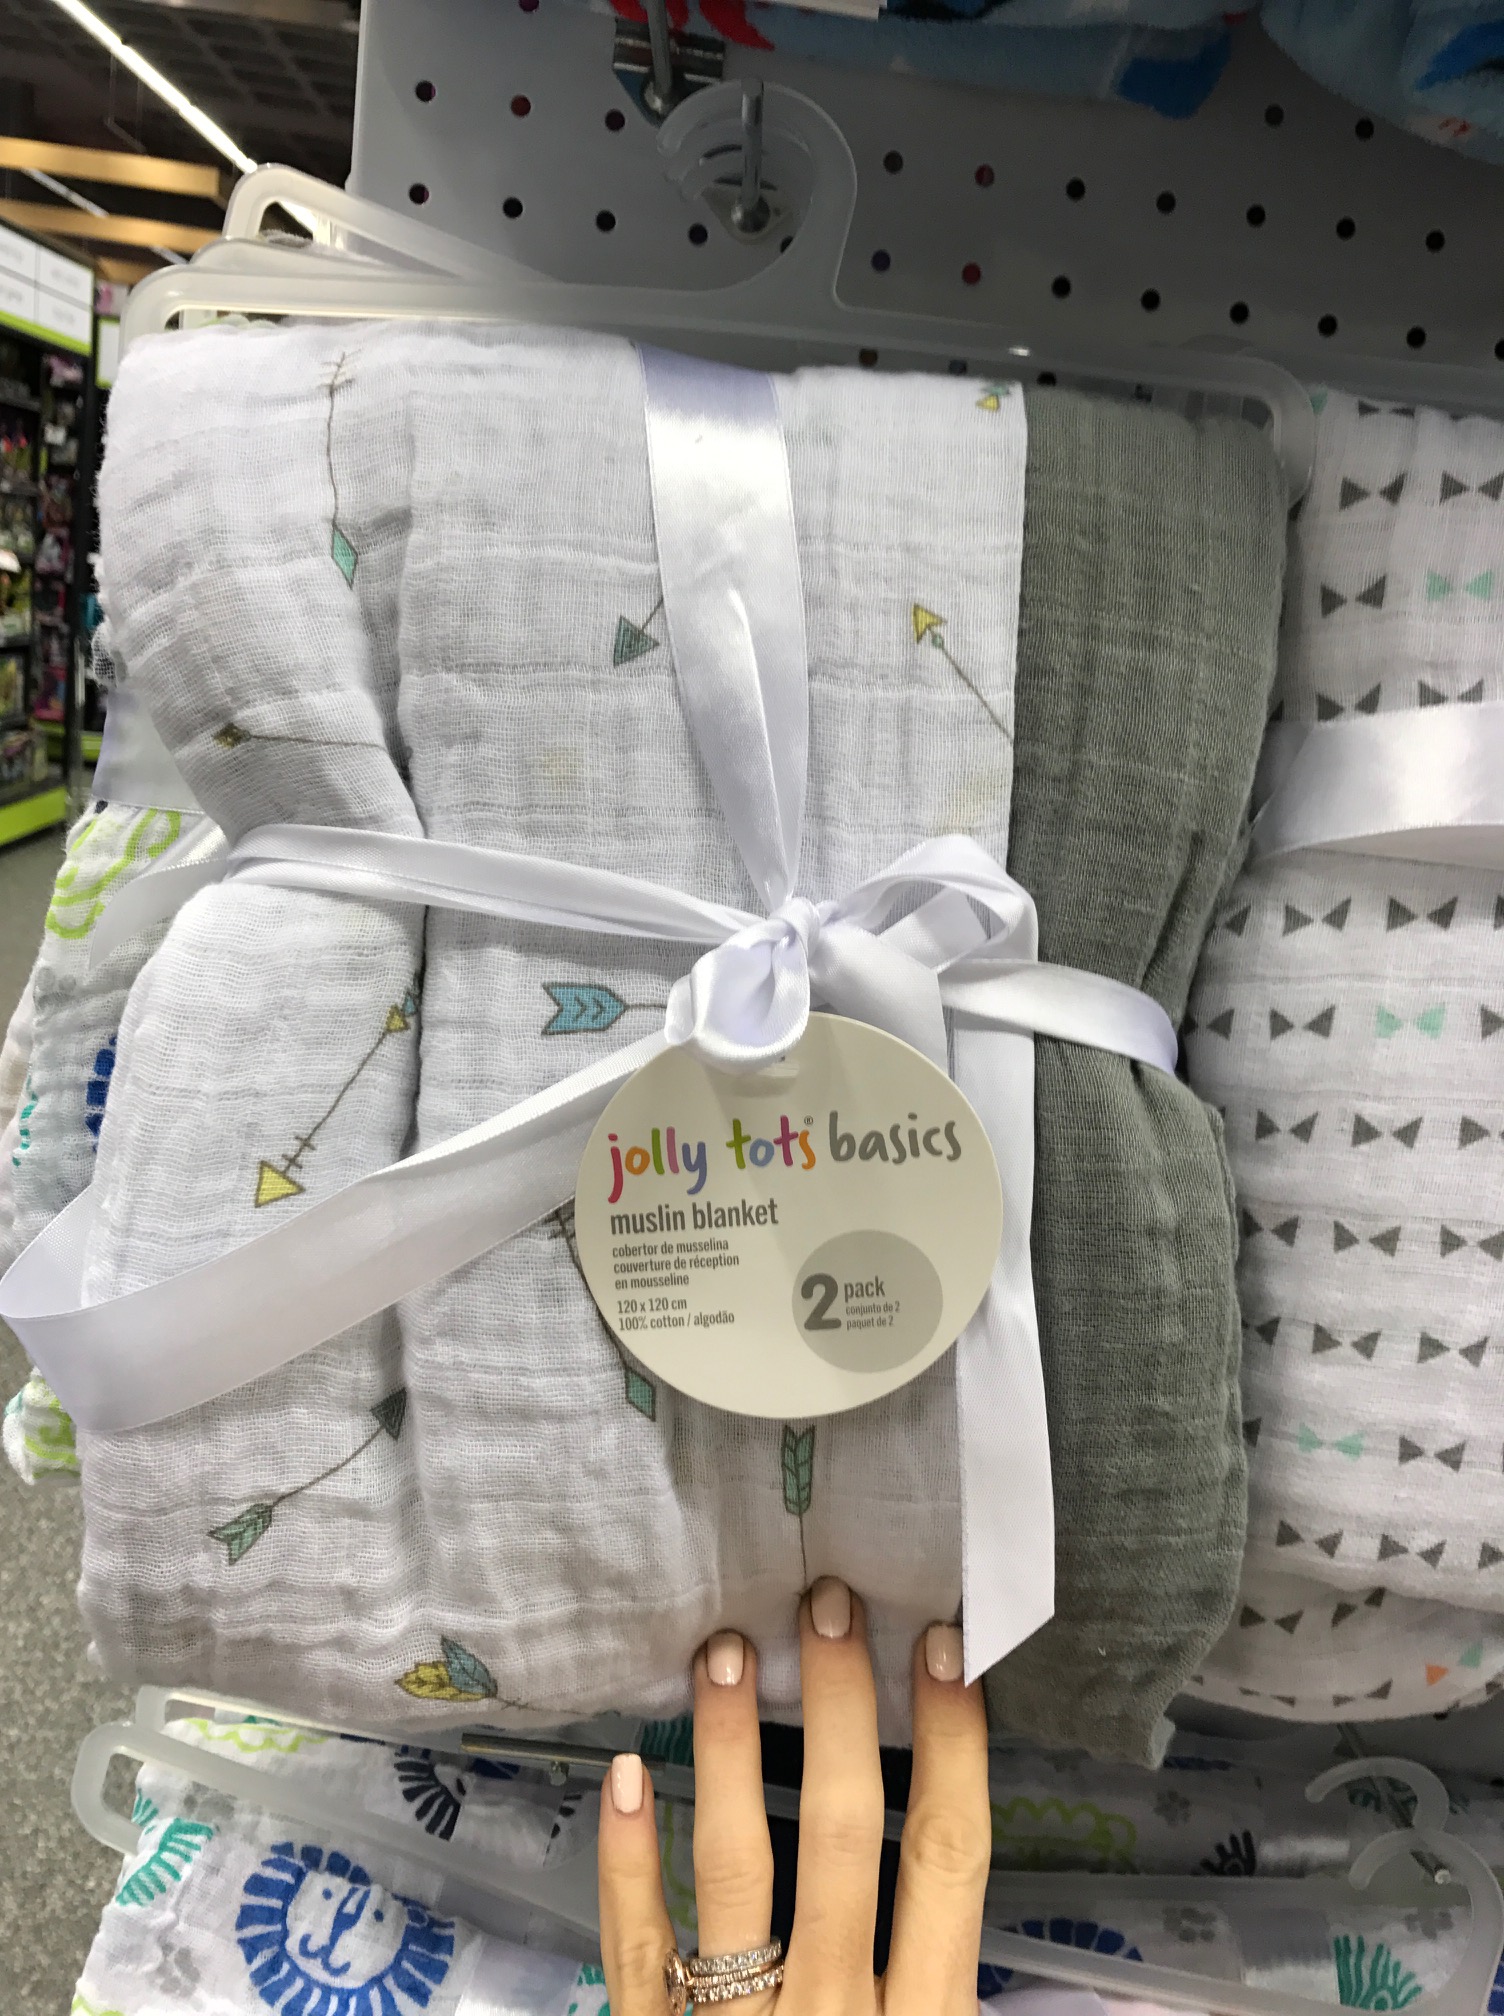 jolly tots® basics
muslin blanket
cobertor de musselina
couverture de réception
en mousseline
120 x 120 cm
100% cotton / algodão
2 pack
conjunto de 2
paquet de 2